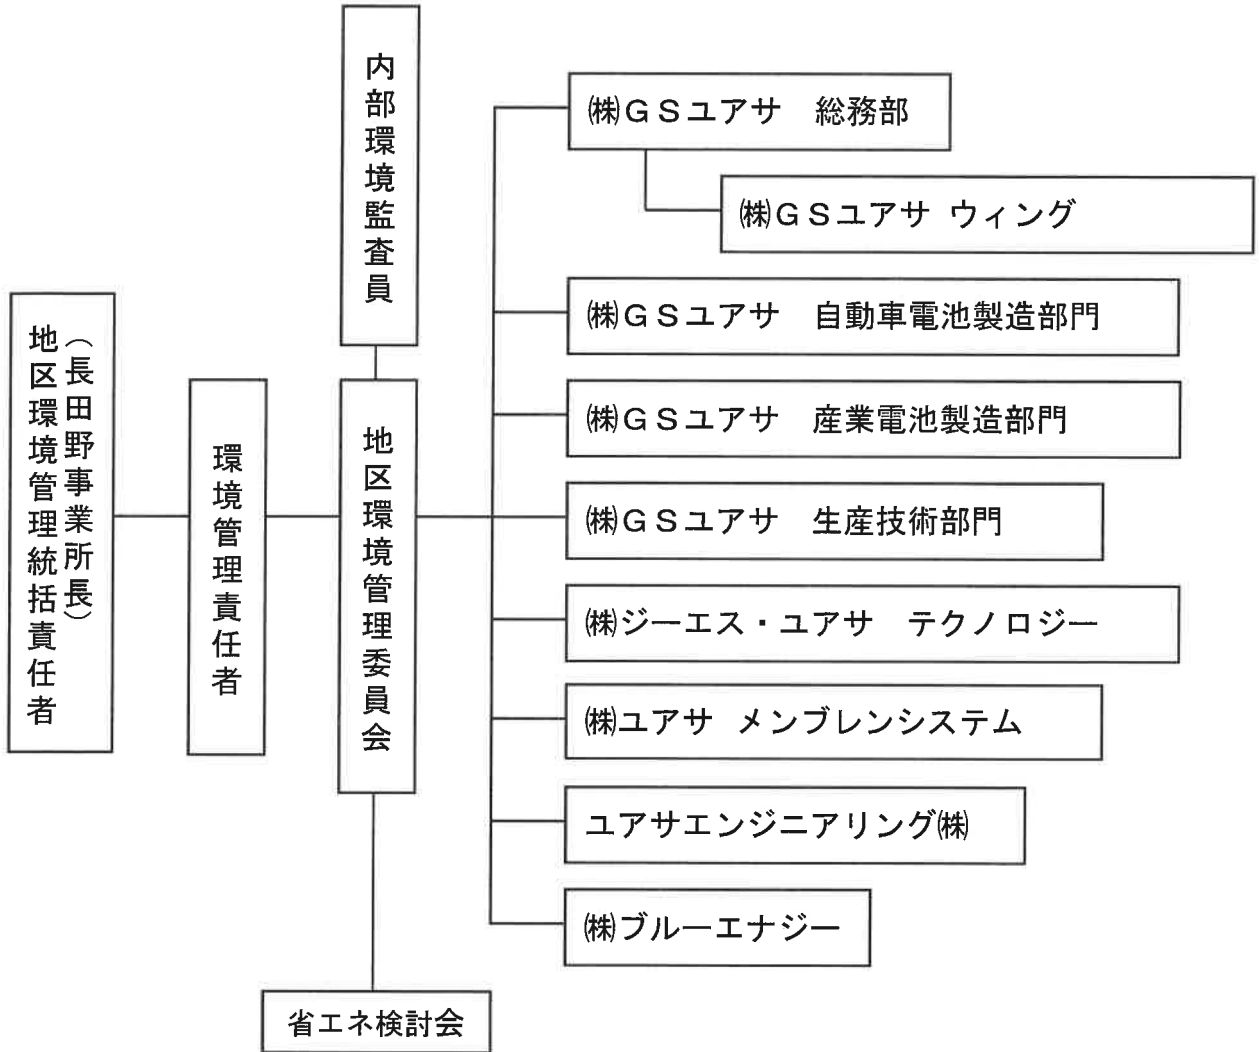 地区環境管理統括責任者
（長田野事業所長）
環境管理責任者
内部環境監査員
地区環境管理委員会
省エネ検討会
㈱ＧＳユアサ　総務部
㈱ＧＳユアサ ウィング
㈱ＧＳユアサ　自動車電池製造部門
㈱ＧＳユアサ　産業電池製造部門
㈱ＧＳユアサ　生産技術部門
㈱ジーエス・ユアサ　テクノロジー
㈱ユアサ メンブレンシステム
ユアサエンジニアリング㈱
㈱ブルーエナジー